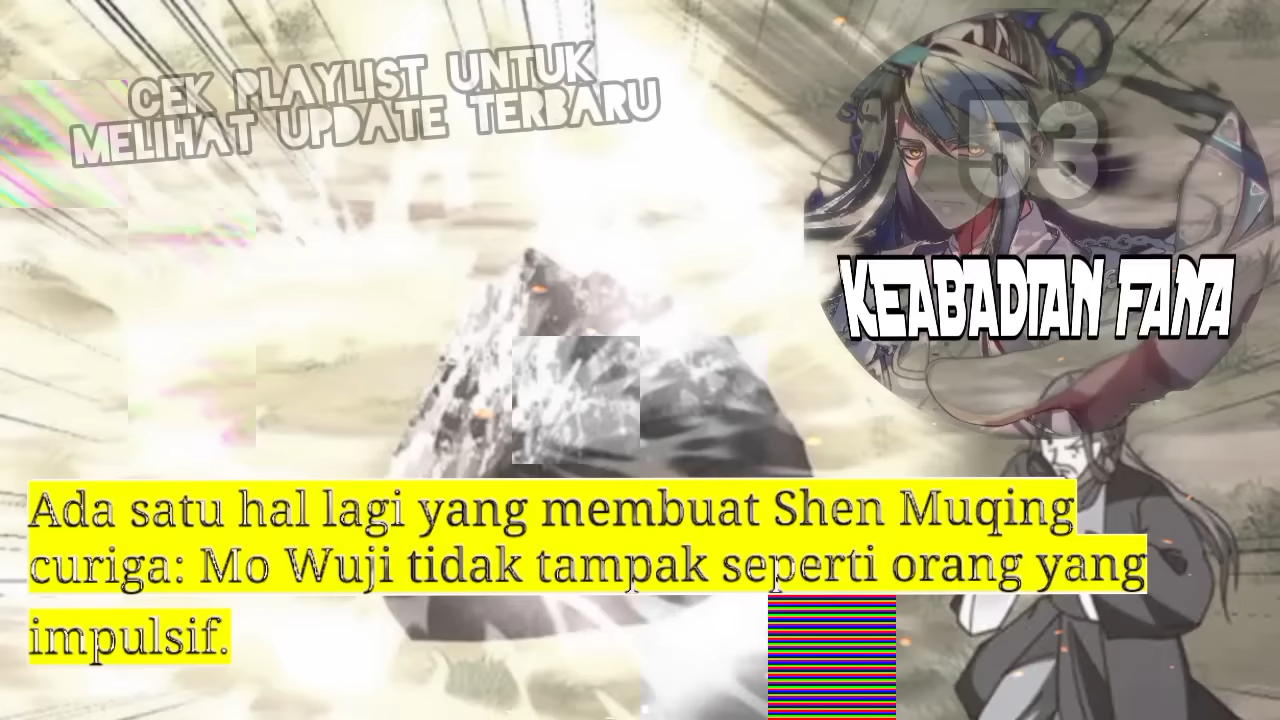 CEK PLAYLIST UNTUK
MELIHAT UPDATE TERBARU
53
KEABADIAN FANA
Ada satu hal lagi yang membuat Shen Muqing
curiga: Mo Wuji tidak tampak seperti orang yang
impulsif.